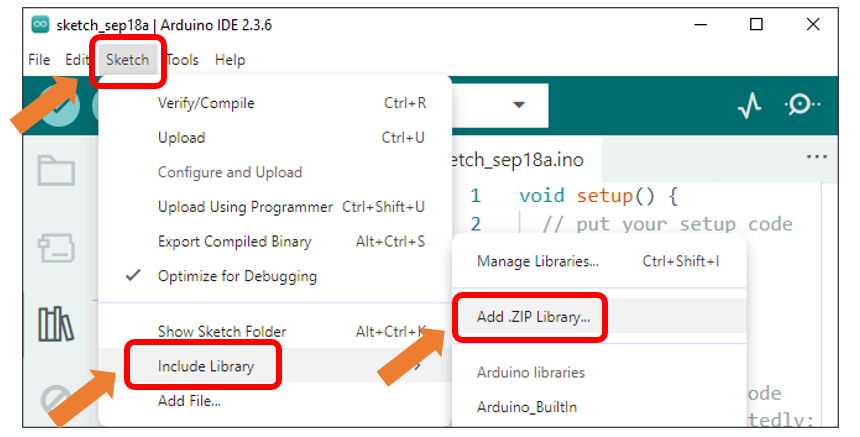 sketch_sep18a | Arduino IDE 2.3.6
File Edit Sketch Tools Help
Verify/Compile Ctrl+R
Upload Ctrl+U
Configure and Upload
Upload Using Programmer Ctrl+Shift+U
Export Compiled Binary Alt+Ctrl+S
Optimize for Debugging
Show Sketch Folder Alt+Ctrl+K
Include Library
Add File...
etch_sep18a.ino
1 void setup() {
2 // put your setup code
Manage Libraries... Ctrl+Shift+I
Add .ZIP Library...
Arduino libraries
Arduino_BuiltIn
ode
tedly: